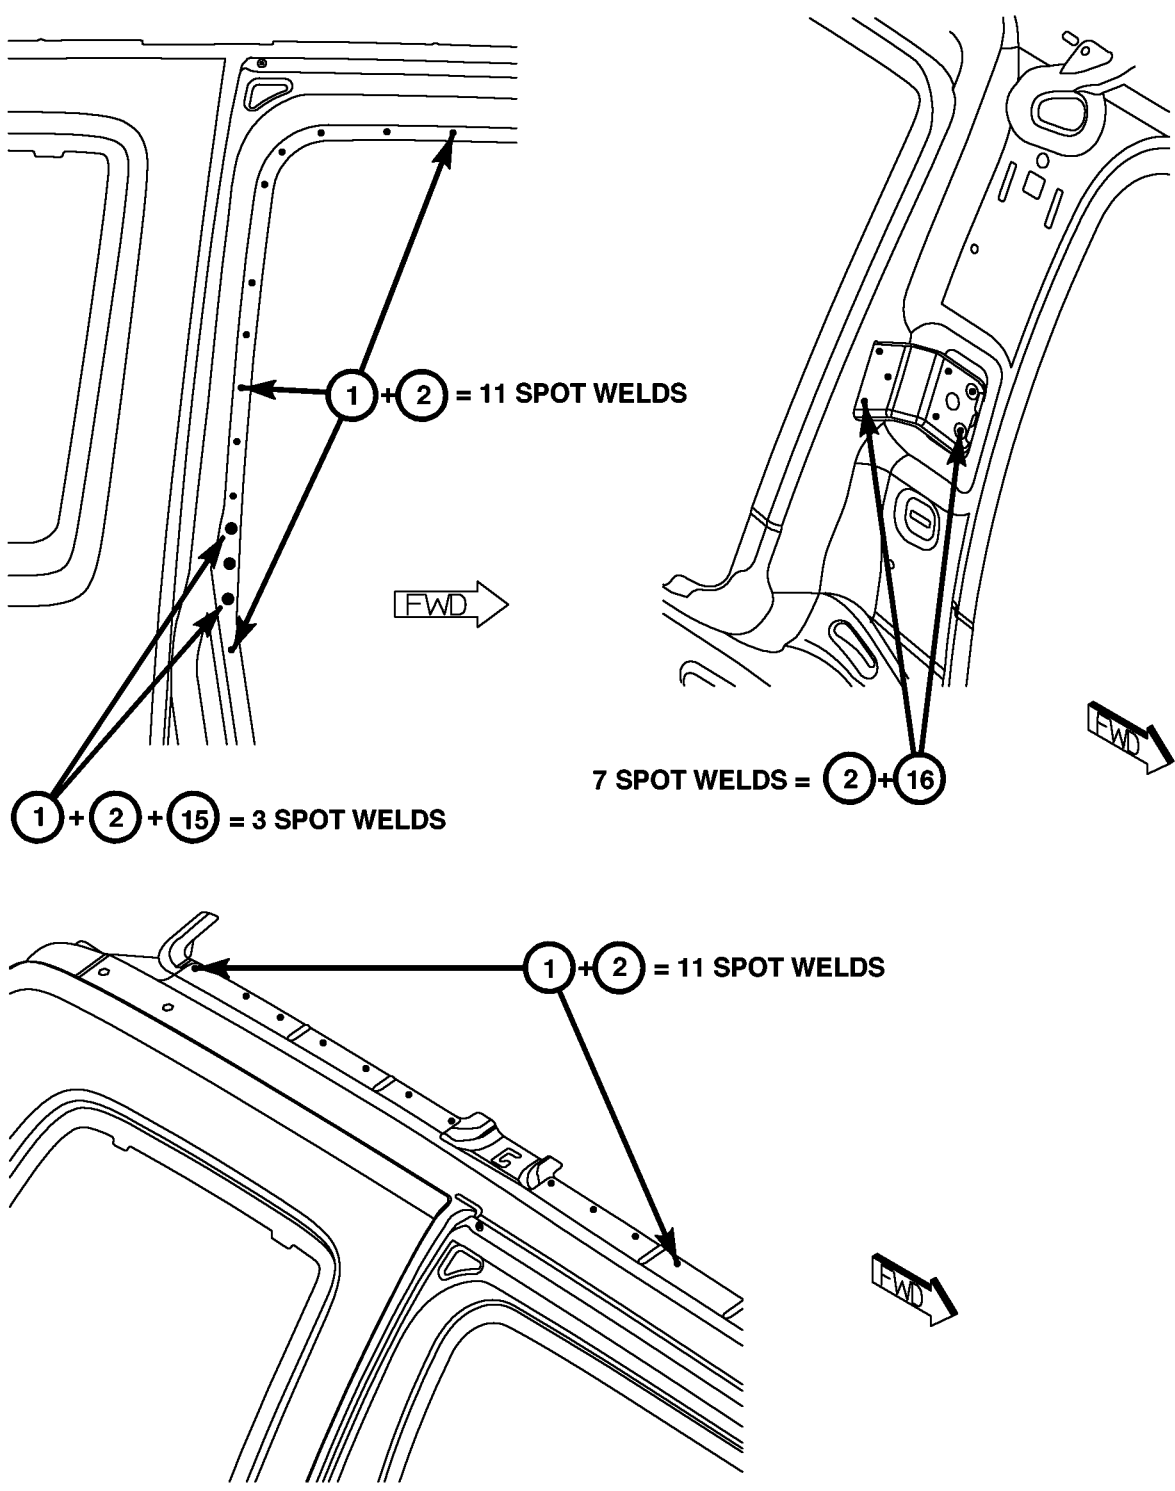 1 + 2 = 11 SPOT WELDS
FWD
7 SPOT WELDS = 2 + 16
FWD
1 + 2 + 15 = 3 SPOT WELDS
1 + 2 = 11 SPOT WELDS
FWD